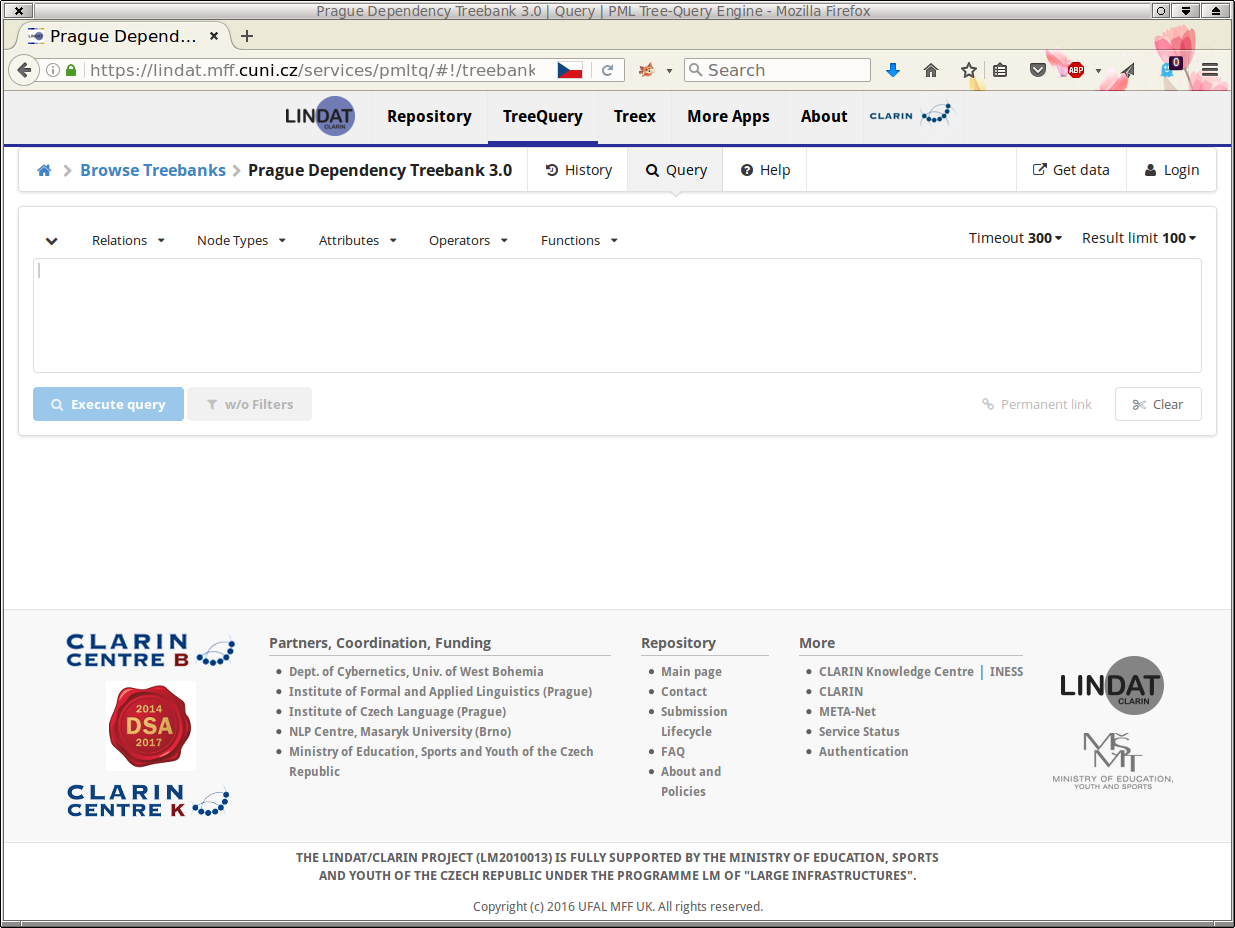 Prague Dependency Treebank 3.0 | Query | PML Tree-Query Engine - Mozilla Firefox
Prague Depend...
https://lindat.mff.cuni.cz/services/pmltq/#!/treebank
Search
ABP
0
LINDAT
CLARIN
Repository
TreeQuery
Treex
More Apps
About
CLARIN
Browse Treebanks
Prague Dependency Treebank 3.0
History
Query
Help
Get data
Login
Relations
Node Types
Attributes
Operators
Functions
Timeout 300
Result limit 100
Execute query
w/o Filters
Permanent link
Clear
CLARIN
CENTRE B
2014
DSA
2017
CLARIN
CENTRE K
Partners, Coordination, Funding
Dept. of Cybernetics, Univ. of West Bohemia
Institute of Formal and Applied Linguistics (Prague)
Institute of Czech Language (Prague)
NLP Centre, Masaryk University (Brno)
Ministry of Education, Sports and Youth of the Czech
Republic
Repository
Main page
Contact
Submission
Lifecycle
FAQ
About and
Policies
More
CLARIN Knowledge Centre | INESS
CLARIN
META-Net
Service Status
Authentication
LINDAT
CLARIN
MŠMT
MINISTRY OF EDUCATION,
YOUTH AND SPORTS
THE LINDAT/CLARIN PROJECT (LM2010013) IS FULLY SUPPORTED BY THE MINISTRY OF EDUCATION, SPORTS
AND YOUTH OF THE CZECH REPUBLIC UNDER THE PROGRAMME LM OF "LARGE INFRASTRUCTURES".
Copyright (c) 2016 UFAL MFF UK. All rights reserved.